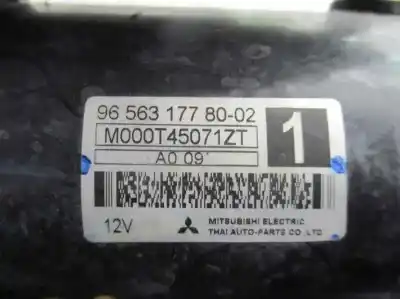 96 563 177 80-02
M000T45071ZT
A0 09'
1
12V
MITSUBISHI ELECTRIC
THAI AUTO-PARTS CO.,LTD.